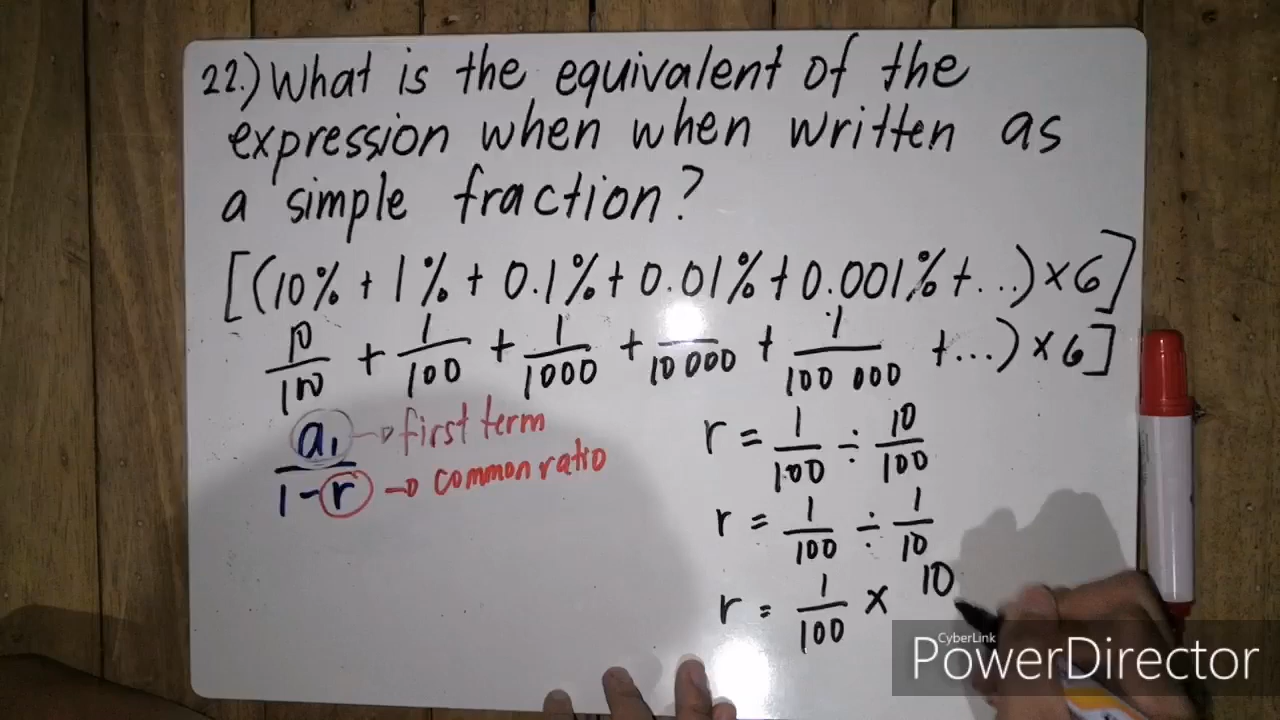 22.) What is the equivalent of the
expression when when written as
a simple fraction?
[(10% + 1% + 0.1% + 0.01% + 0.001% + ...) × 6]
10/100 + 1/100 + 1/1000 + /10 000 + 1/100 000 + ...) × 6]
a₁ → first term
1 - r → common ratio
r = 1/100 ÷ 10/100
r = 1/100 ÷ 1/10
r = 1/100 × 10
CyberLink
PowerDirector